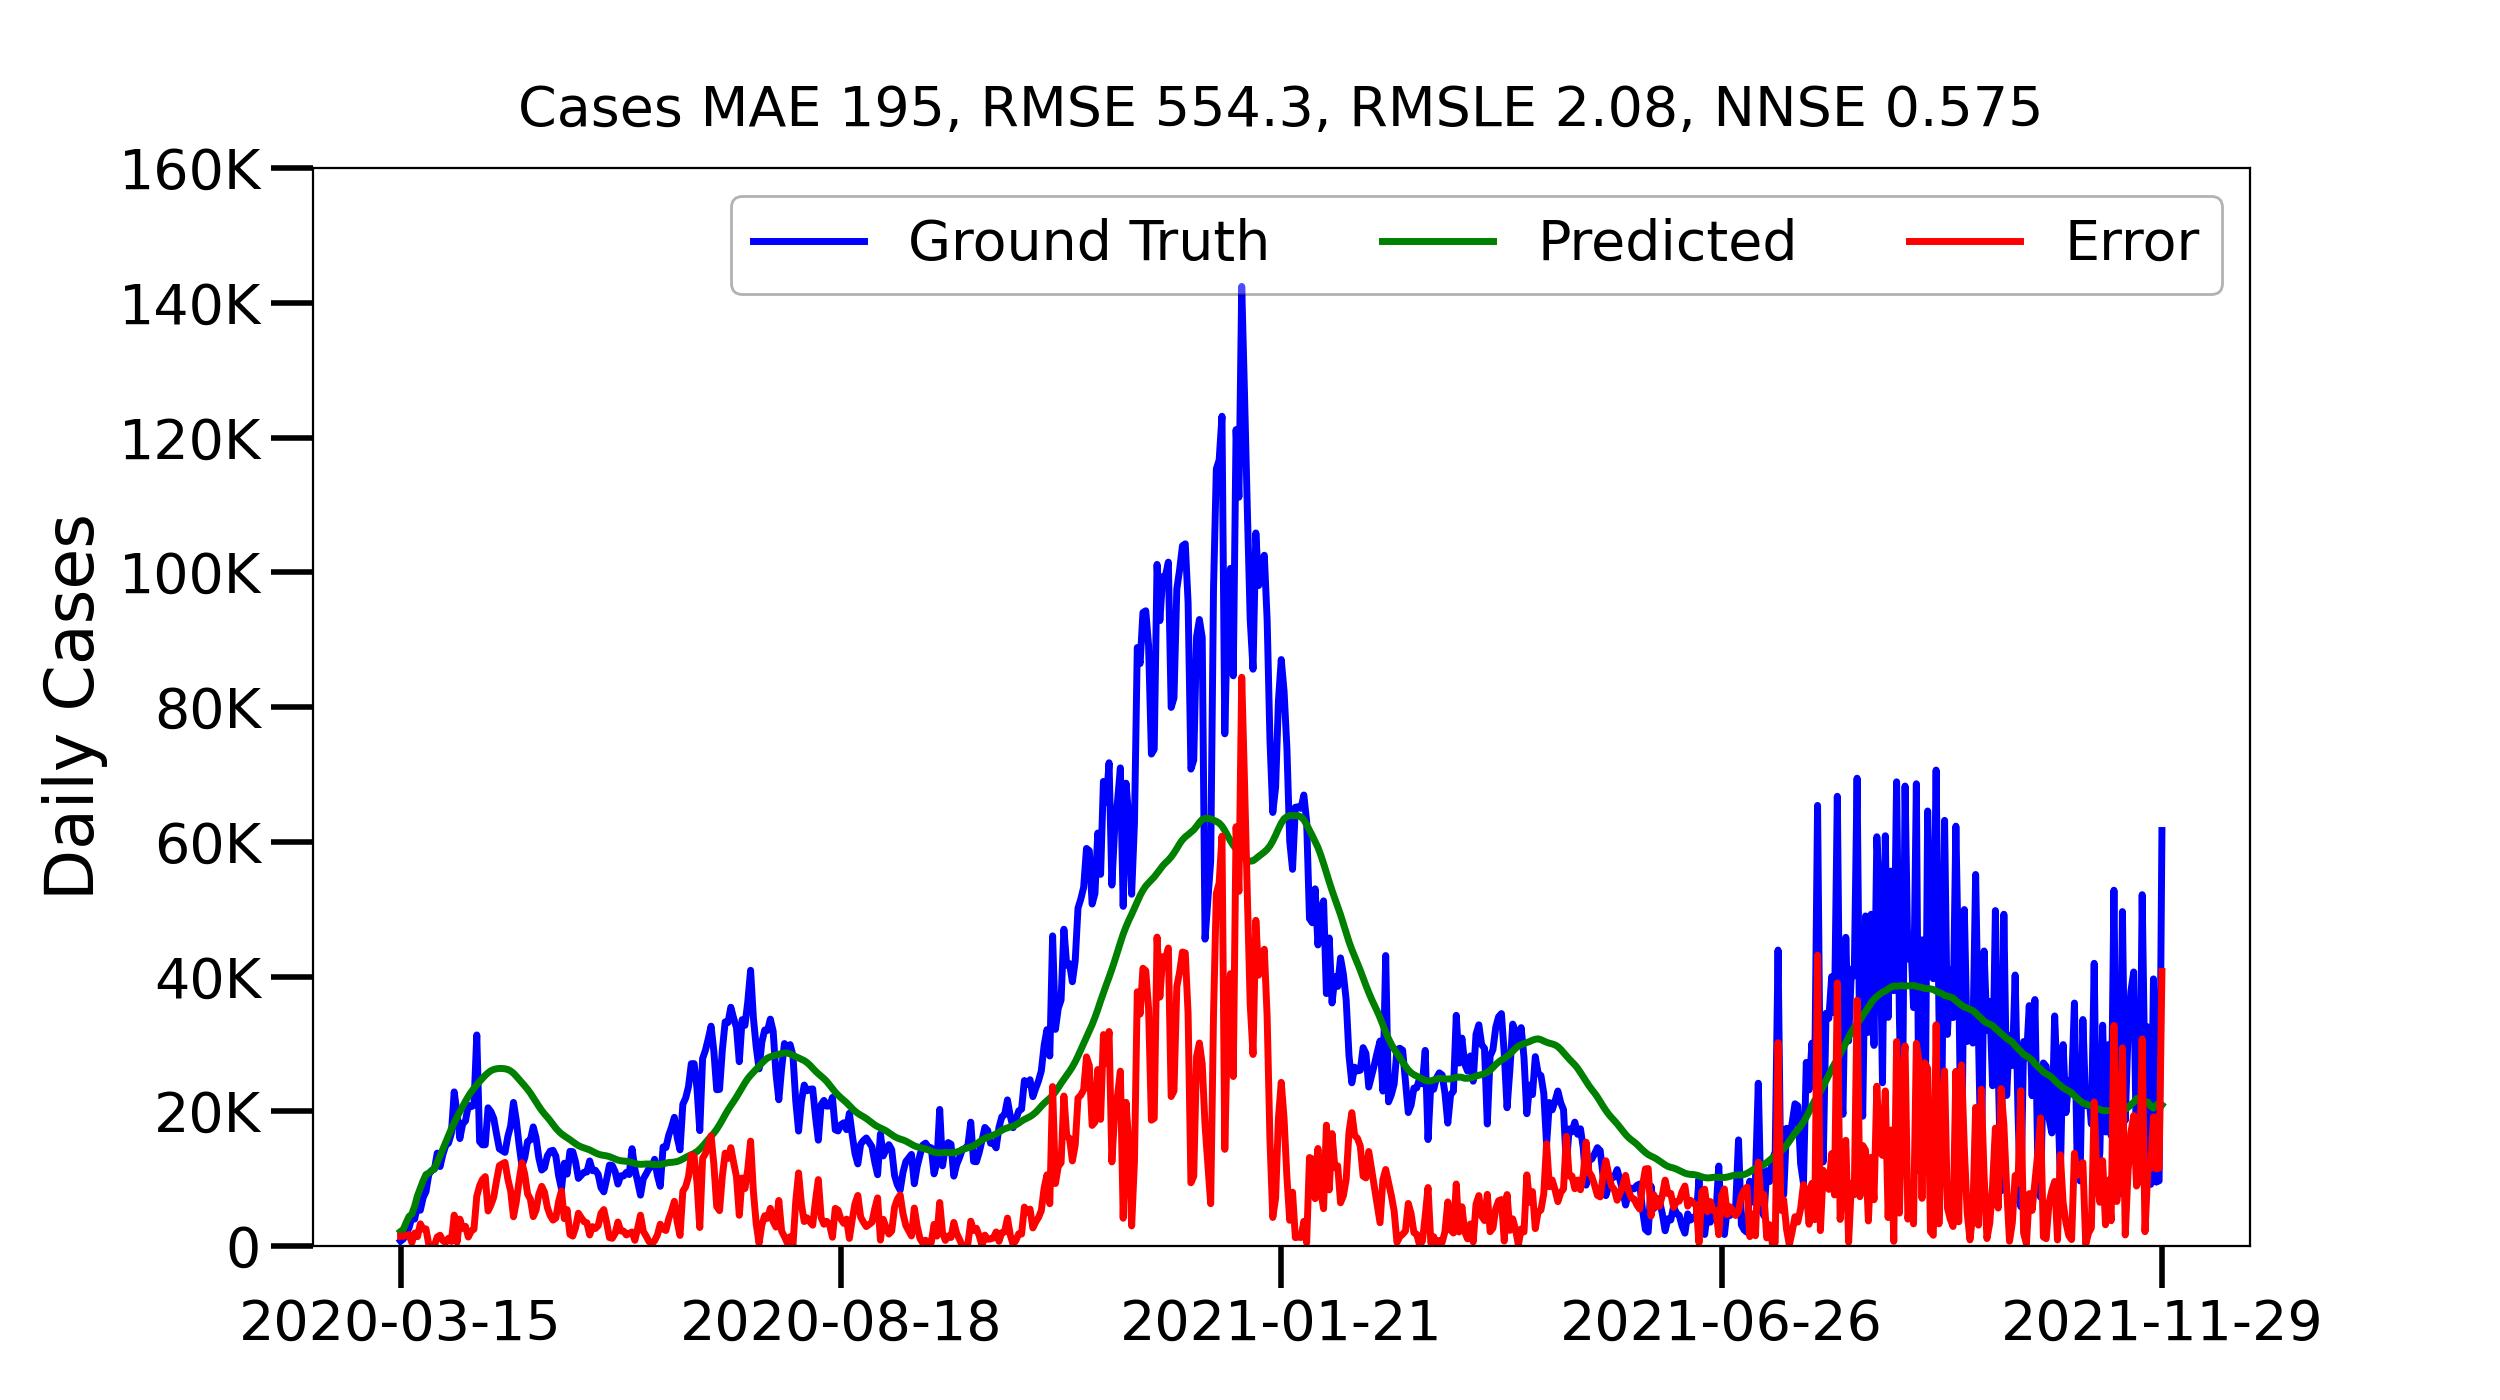 Cases MAE 195, RMSE 554.3, RMSLE 2.08, NNSE 0.575
Ground Truth Predicted Error
160K
140K
120K
100K
80K
60K
40K
20K
0
Daily Cases
2020-03-15 2020-08-18 2021-01-21 2021-06-26 2021-11-29